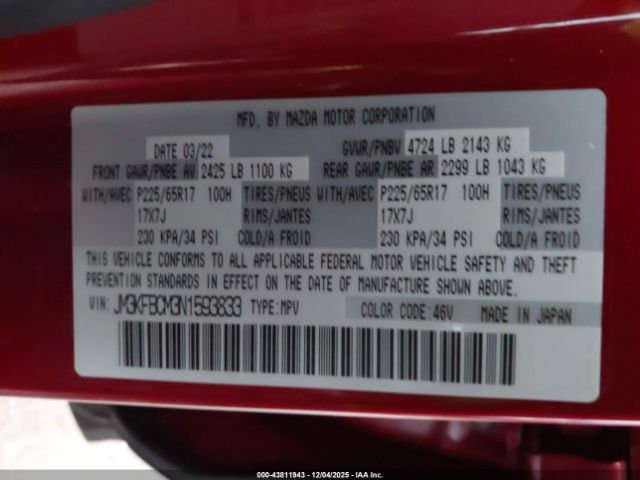 MFD. BY MAZDA MOTOR CORPORATION
DATE 03/22 GVWR/PNBV 4724 LB 2143 KG
FRONT GAWR/PNBE AV 2425 LB 1100 KG REAR GAWR/PNBE AR 2299 LB 1043 KG
WITH/AVEC P225/65R17 100H TIRES/PNEUS WITH/AVEC P225/65R17 100H TIRES/PNEUS
17X7J RIMS/JANTES 17X7J RIMS/JANTES
230 KPA/34 PSI COLD/A FROID 230 KPA/34 PSI COLD/A FROID
THIS VEHICLE CONFORMS TO ALL APPLICABLE FEDERAL MOTOR VEHICLE SAFETY AND THEFT
PREVENTION STANDARDS IN EFFECT ON THE DATE OF MANUFACTURE SHOWN ABOVE.
VIN: JM3KFBCM3N1593833 TYPE:MPV COLOR CODE:46V MADE IN JAPAN
000-43811943 - 12/04/2025 - IAA Inc.